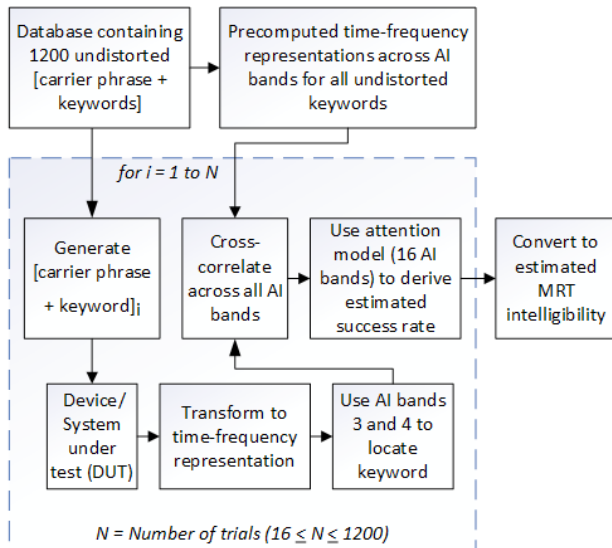 Database containing
1200 undistorted
[carrier phrase +
keywords]
Precomputed time-frequency
representations across AI
bands for all undistorted
keywords
for i = 1 to N
Generate
[carrier phrase
+ keyword]i
Cross-
correlate
across all AI
bands
Use attention
model (16 AI
bands) to derive
estimated
success rate
Convert to
estimated
MRT
intelligibility
Device/
System
under
test (DUT)
Transform to
time-frequency
representation
Use AI bands
3 and 4 to
locate
keyword
N = Number of trials (16 ≤ N ≤ 1200)